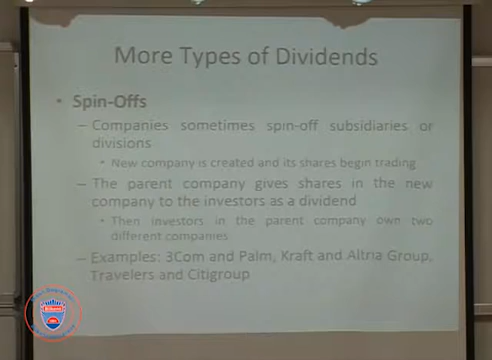 More Types of Dividends
• Spin-Offs
– Companies sometimes spin-off subsidiaries or
divisions
• New company is created and its shares begin trading
– The parent company gives shares in the new
company to the investors as a dividend
• Then investors in the parent company own two
different companies
– Examples: 3Com and Palm, Kraft and Altria Group,
Travelers and Citigroup